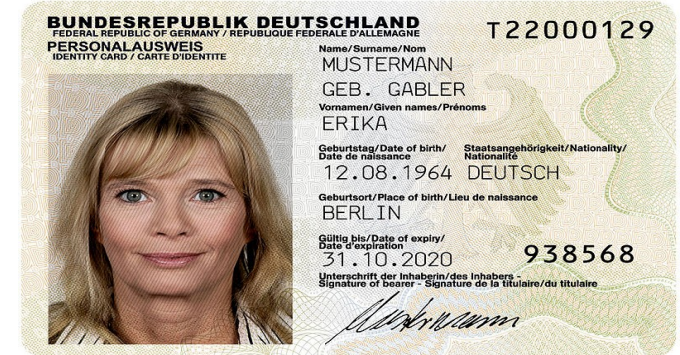 BUNDESREPUBLIK DEUTSCHLAND
FEDERAL REPUBLIC OF GERMANY / REPUBLIQUE FEDERALE D'ALLEMAGNE
PERSONALAUSWEIS
IDENTITY CARD / CARTE D'IDENTITE
T22000129
Name/Surname/Nom
MUSTERMANN
GEB. GABLER
Vornamen/Given names/Prénoms
ERIKA
Geburtstag/Date of birth/
Date de naissance
12.08.1964
Staatsangehörigkeit/Nationality/
Nationalité
DEUTSCH
Geburtsort/Place of birth/Lieu de naissance
BERLIN
Gültig bis/Date of expiry/
Date d'expiration
31.10.2020
938568
Unterschrift der Inhaberin/des Inhabers -
Signature of bearer - Signature de la titulaire/du titulaire
Mustermann